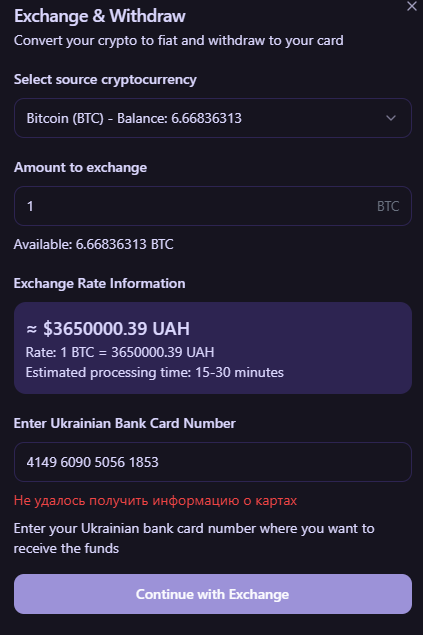 Exchange & Withdraw
Convert your crypto to fiat and withdraw to your card
Select source cryptocurrency
Bitcoin (BTC) - Balance: 6.66836313
Amount to exchange
1 BTC
Available: 6.66836313 BTC
Exchange Rate Information
≈ $3650000.39 UAH
Rate: 1 BTC = 3650000.39 UAH
Estimated processing time: 15-30 minutes
Enter Ukrainian Bank Card Number
4149 6090 5056 1853
Не удалось получить информацию о картах
Enter your Ukrainian bank card number where you want to
receive the funds
Continue with Exchange